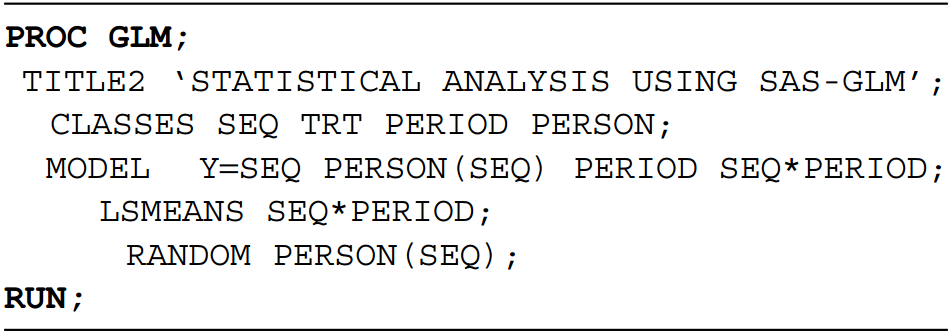 PROC GLM;
TITLE2 ‘STATISTICAL ANALYSIS USING SAS-GLM’;
CLASSES SEQ TRT PERIOD PERSON;
MODEL Y=SEQ PERSON(SEQ) PERIOD SEQ*PERIOD;
LSMEANS SEQ*PERIOD;
RANDOM PERSON(SEQ);
RUN;